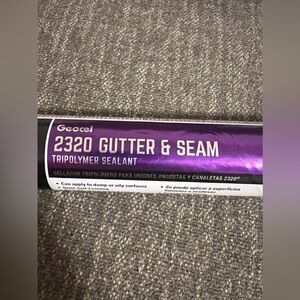 Geocel
2320 GUTTER & SEAM
TRIPOLYMER SEALANT
SELLADOR TRIPOLÍMERO PARA UNIONES ANGOSTAS Y CANALETAS 2320®
• Can apply to damp or oily surfaces
• Se puede aplicar a superficies